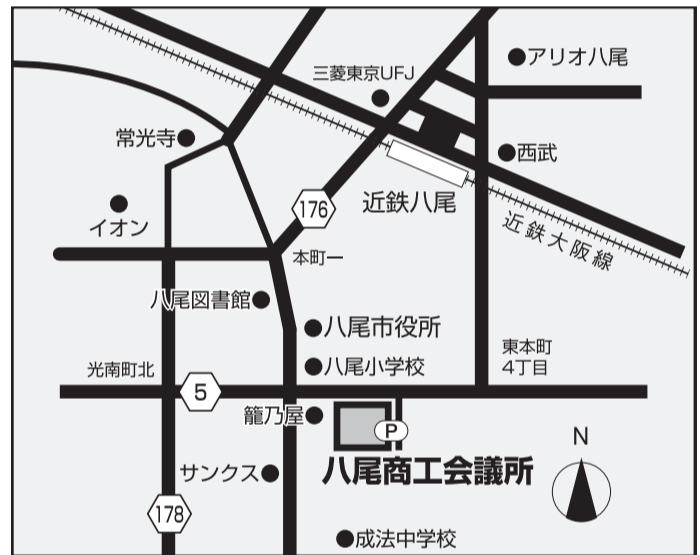 アリオ八尾
三菱東京UFJ
常光寺
西武
イオン
176
近鉄八尾
近鉄大阪線
本町一
八尾図書館
八尾市役所
八尾小学校
東本町
4丁目
光南町北
5
籠乃屋
P
サンクス
八尾商工会議所
N
178
成法中学校